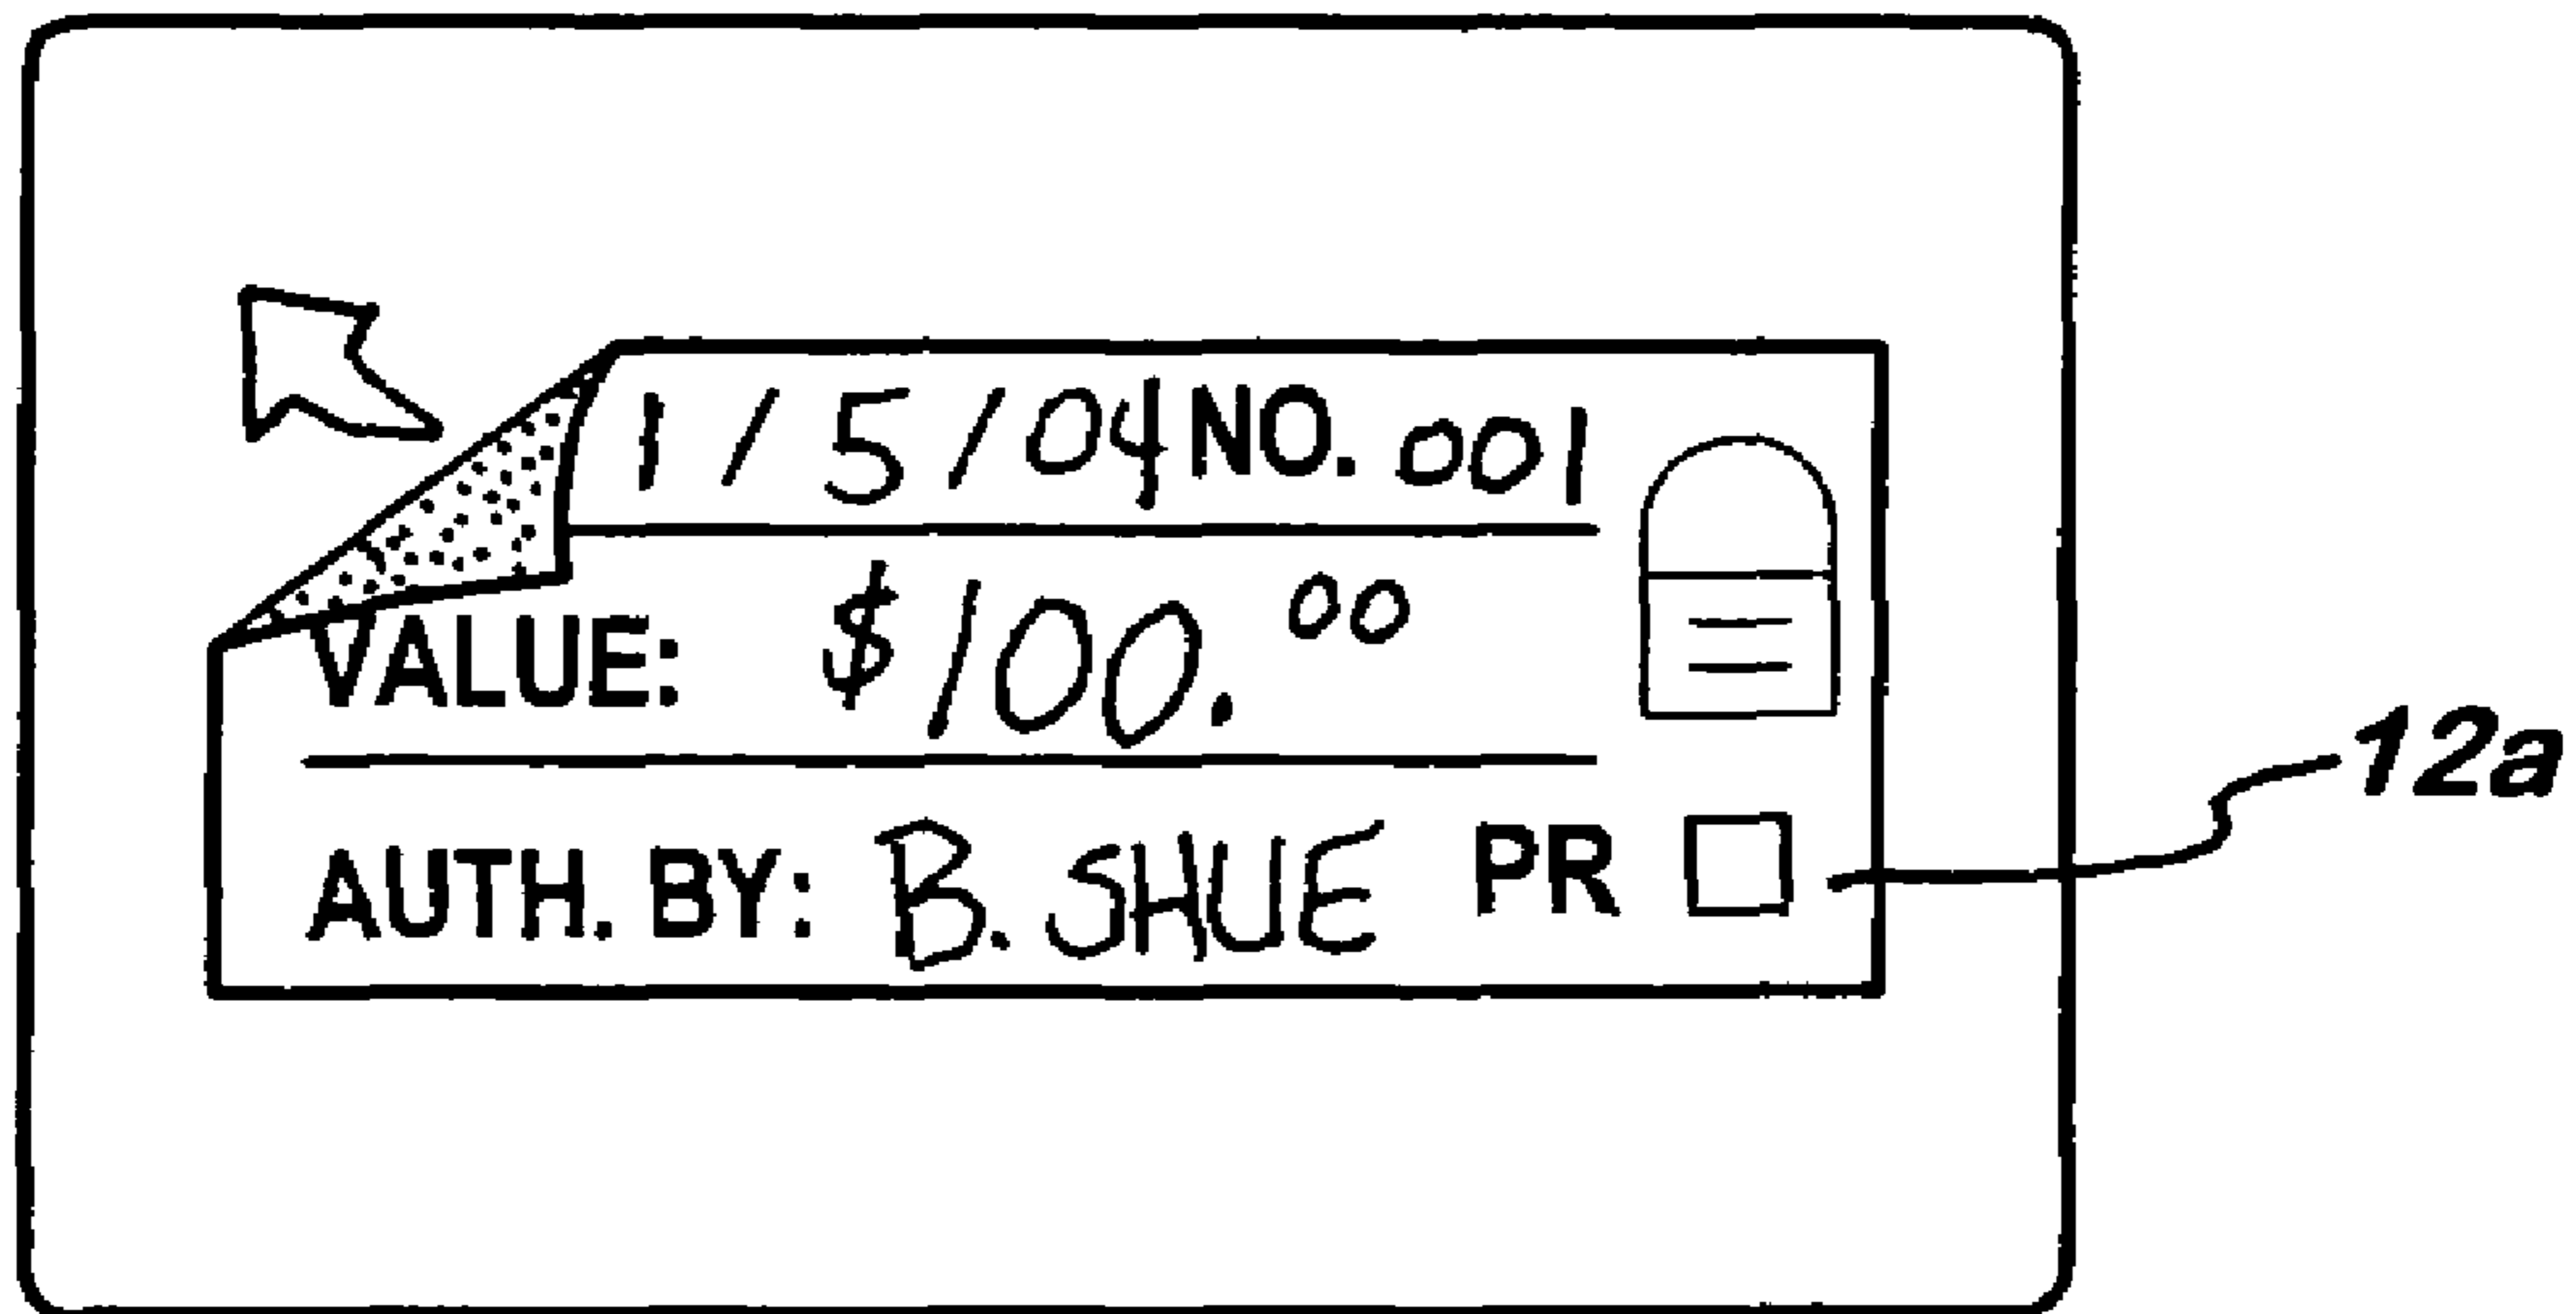 1 / 5 / 04 NO. 001
VALUE: $100.00
AUTH. BY: B. SHUE PR
12a